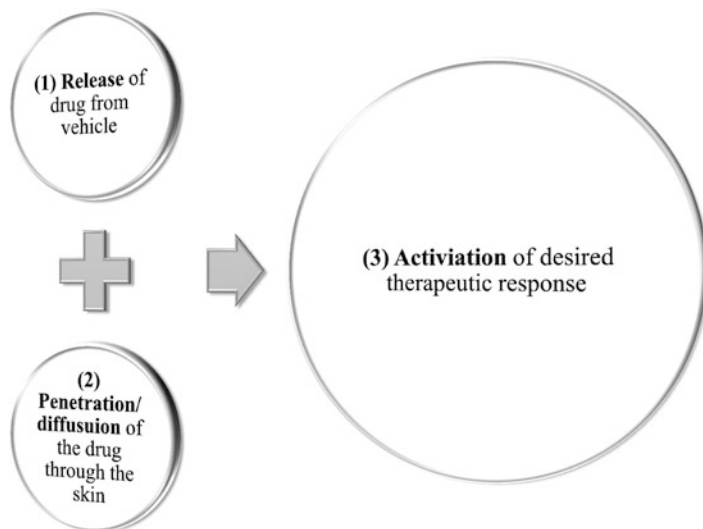 (1) Release of
drug from
vehicle
(2)
Penetration/
diffusuion of
the drug
through the
skin
(3) Activiation of desired
therapeutic response